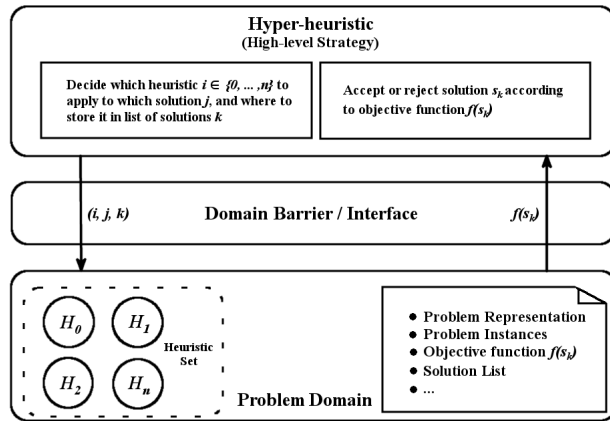 Hyper-heuristic
(High-level Strategy)
Decide which heuristic i ∈ {0, ... ,n} to
apply to which solution j, and where to
store it in list of solutions k
Accept or reject solution sₖ according
to objective function f(sₖ)
(i, j, k)
Domain Barrier / Interface
f(sₖ)
H₀
H₁
Heuristic
Set
H₂
Hₙ
● Problem Representation
● Problem Instances
● Objective function f(sₖ)
● Solution List
● ...
Problem Domain